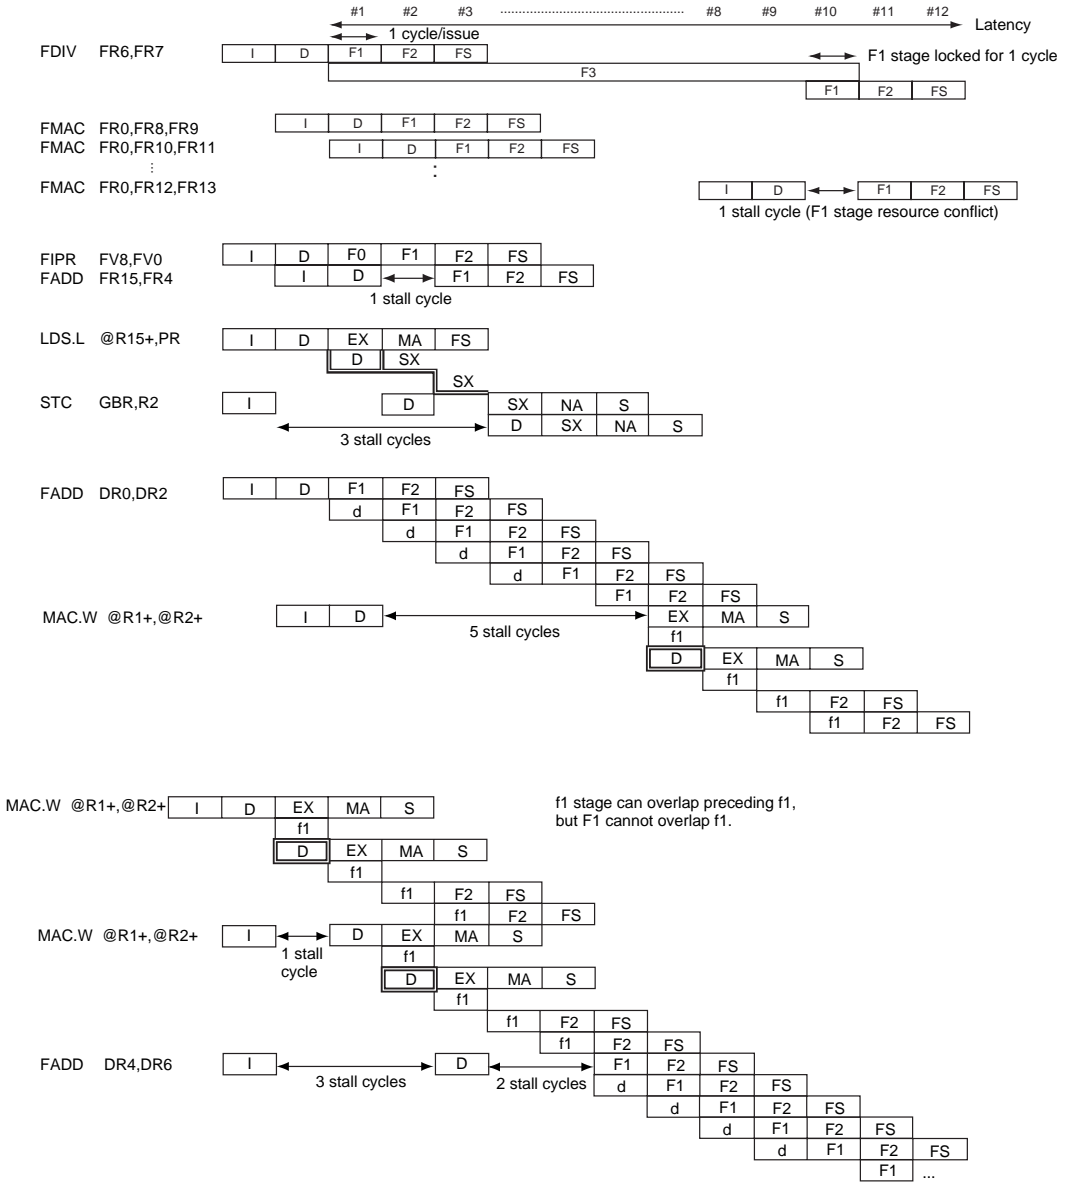 #1 #2 #3 #8 #9 #10 #11 #12
Latency
1 cycle/issue
FDIV FR6,FR7 I D F1 F2 FS
F1 stage locked for 1 cycle
F3
F1 F2 FS
FMAC FR0,FR8,FR9 I D F1 F2 FS
FMAC FR0,FR10,FR11 I D F1 F2 FS
:
FMAC FR0,FR12,FR13 I D F1 F2 FS
1 stall cycle (F1 stage resource conflict)
FIPR FV8,FV0 I D F0 F1 F2 FS
FADD FR15,FR4 I D F1 F2 FS
1 stall cycle
LDS.L @R15+,PR I D EX MA FS
D SX
SX
STC GBR,R2 I D SX NA S
D SX NA S
3 stall cycles
FADD DR0,DR2 I D F1 F2 FS
d F1 F2 FS
d F1 F2 FS
d F1 F2 FS
d F1 F2 FS
F1 F2 FS
MAC.W @R1+,@R2+ I D EX MA S
5 stall cycles
f1
D EX MA S
f1
f1 F2 FS
f1 F2 FS
MAC.W @R1+,@R2+ I D EX MA S
f1 stage can overlap preceding f1,
but F1 cannot overlap f1.
f1
D EX MA S
f1
f1 F2 FS
f1 F2 FS
MAC.W @R1+,@R2+ I D EX MA S
1 stall
cycle
f1
D EX MA S
f1
f1 F2 FS
f1 F2 FS
FADD DR4,DR6 I D F1 F2 FS
3 stall cycles 2 stall cycles
d F1 F2 FS
d F1 F2 FS
d F1 F2 FS
d F1 F2 FS
F1 ...